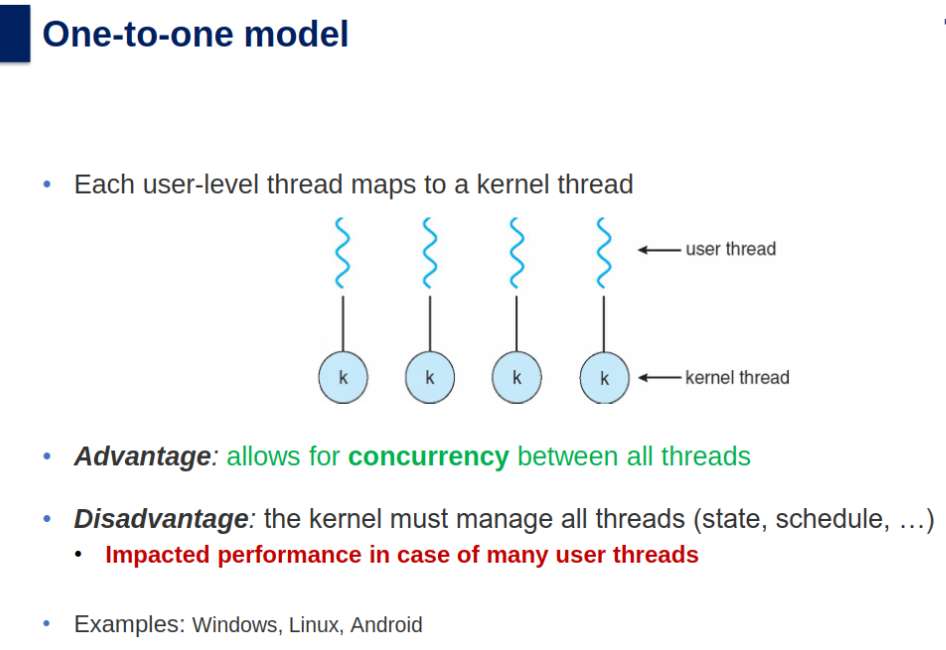 One-to-one model
• Each user-level thread maps to a kernel thread
user thread
k k k k
kernel thread
• Advantage: allows for concurrency between all threads
• Disadvantage: the kernel must manage all threads (state, schedule, …)
• Impacted performance in case of many user threads
• Examples: Windows, Linux, Android